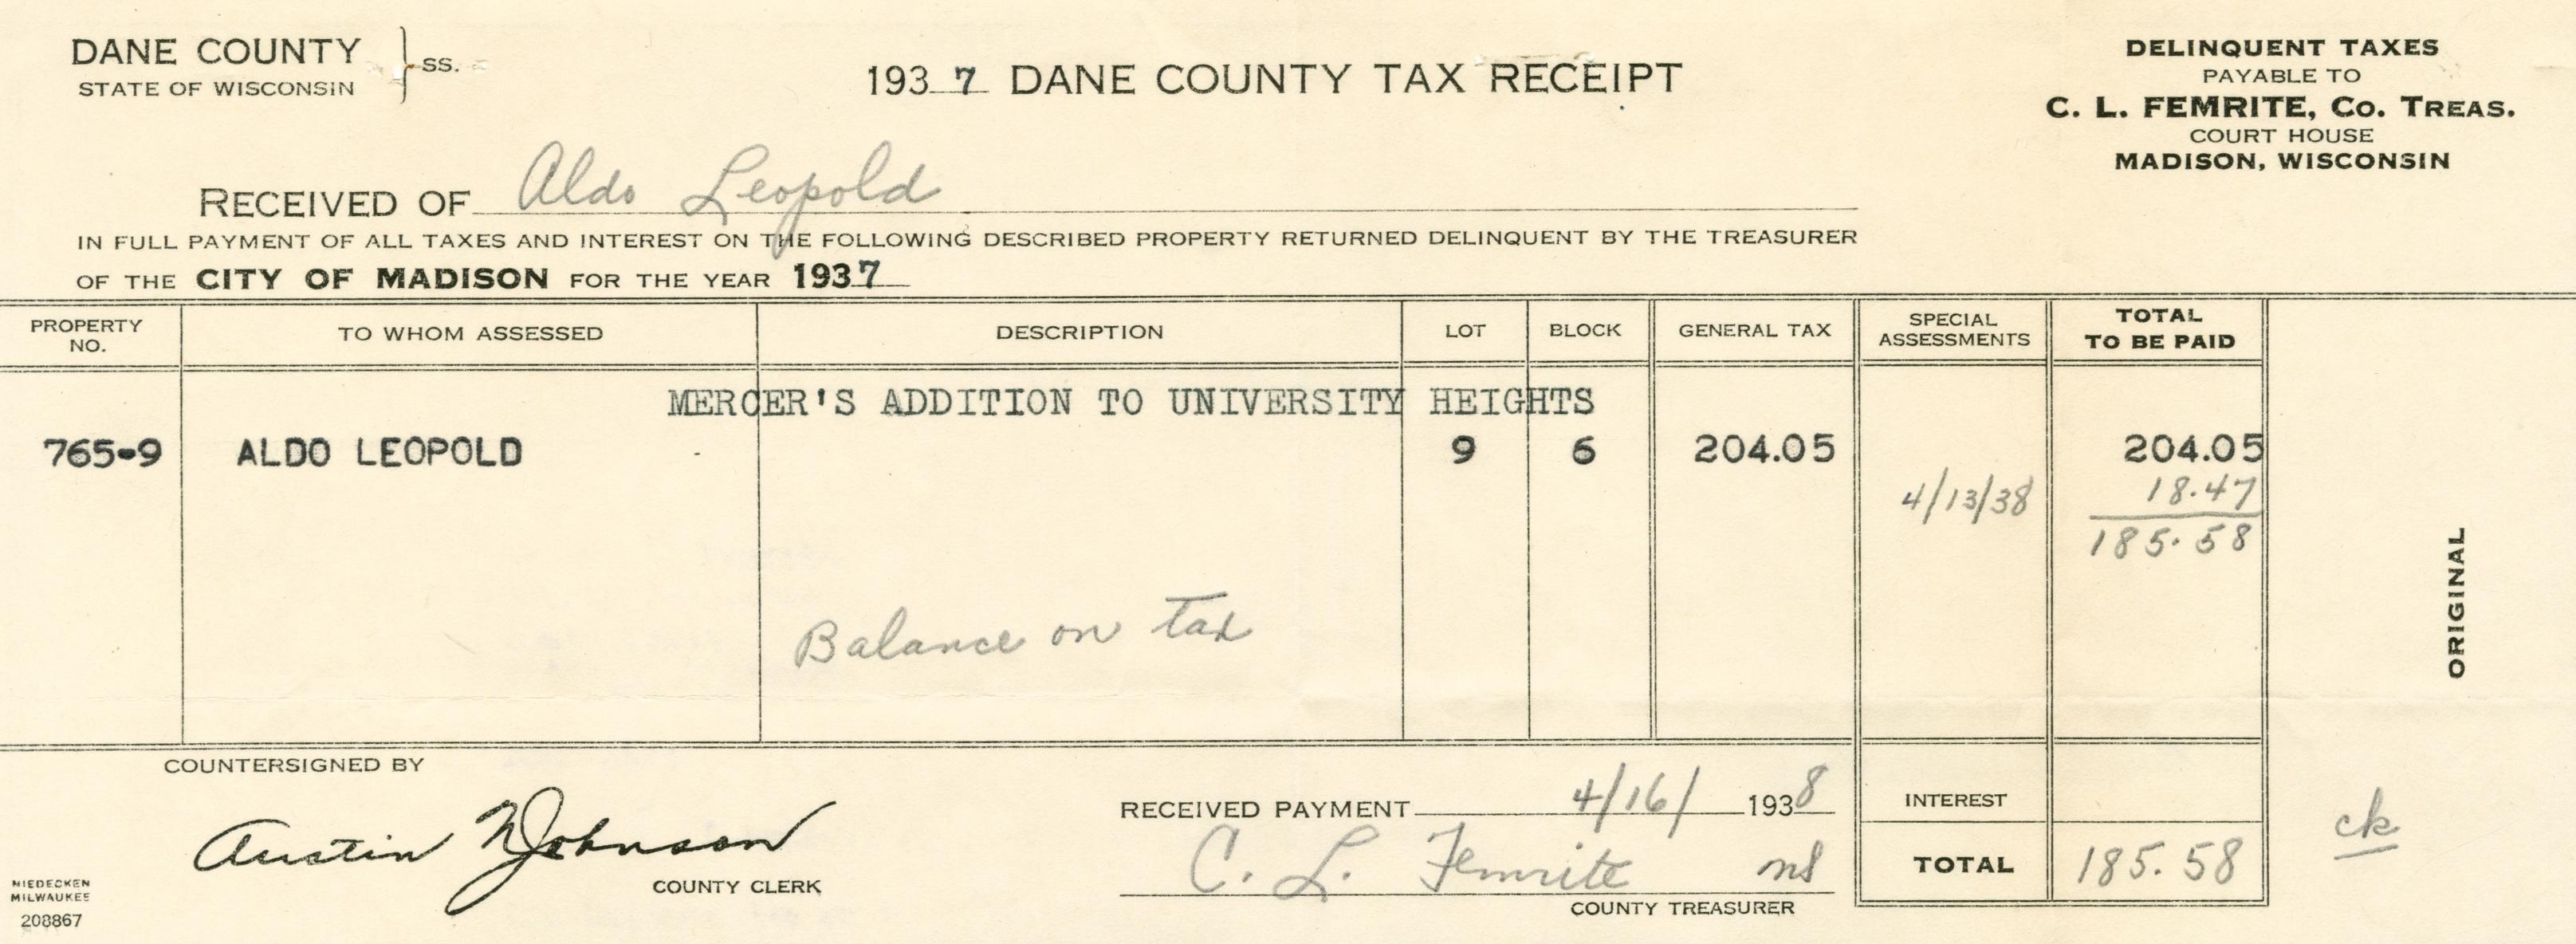 DANE COUNTY } SS.
STATE OF WISCONSIN
1937 DANE COUNTY TAX RECEIPT
DELINQUENT TAXES
PAYABLE TO
C. L. FEMRITE, CO. TREAS.
COURT HOUSE
MADISON, WISCONSIN
RECEIVED OF Aldo Leopold
IN FULL PAYMENT OF ALL TAXES AND INTEREST ON THE FOLLOWING DESCRIBED PROPERTY RETURNED DELINQUENT BY THE TREASURER
OF THE CITY OF MADISON FOR THE YEAR 1937
PROPERTY NO. TO WHOM ASSESSED DESCRIPTION LOT BLOCK GENERAL TAX SPECIAL ASSESSMENTS TOTAL TO BE PAID
MERCER'S ADDITION TO UNIVERSITY HEIGHTS
765-9 ALDO LEOPOLD 9 6 204.05 204.05
4/13/38 18.47
185.58
Balance on tax
ORIGINAL
COUNTERSIGNED BY
Austin N Johnson
COUNTY CLERK
RECEIVED PAYMENT 4/16/ 1938
C. L. Femrite
COUNTY TREASURER
INTEREST
TOTAL 185.58
ck
NIEDECKEN
MILWAUKEE
208867